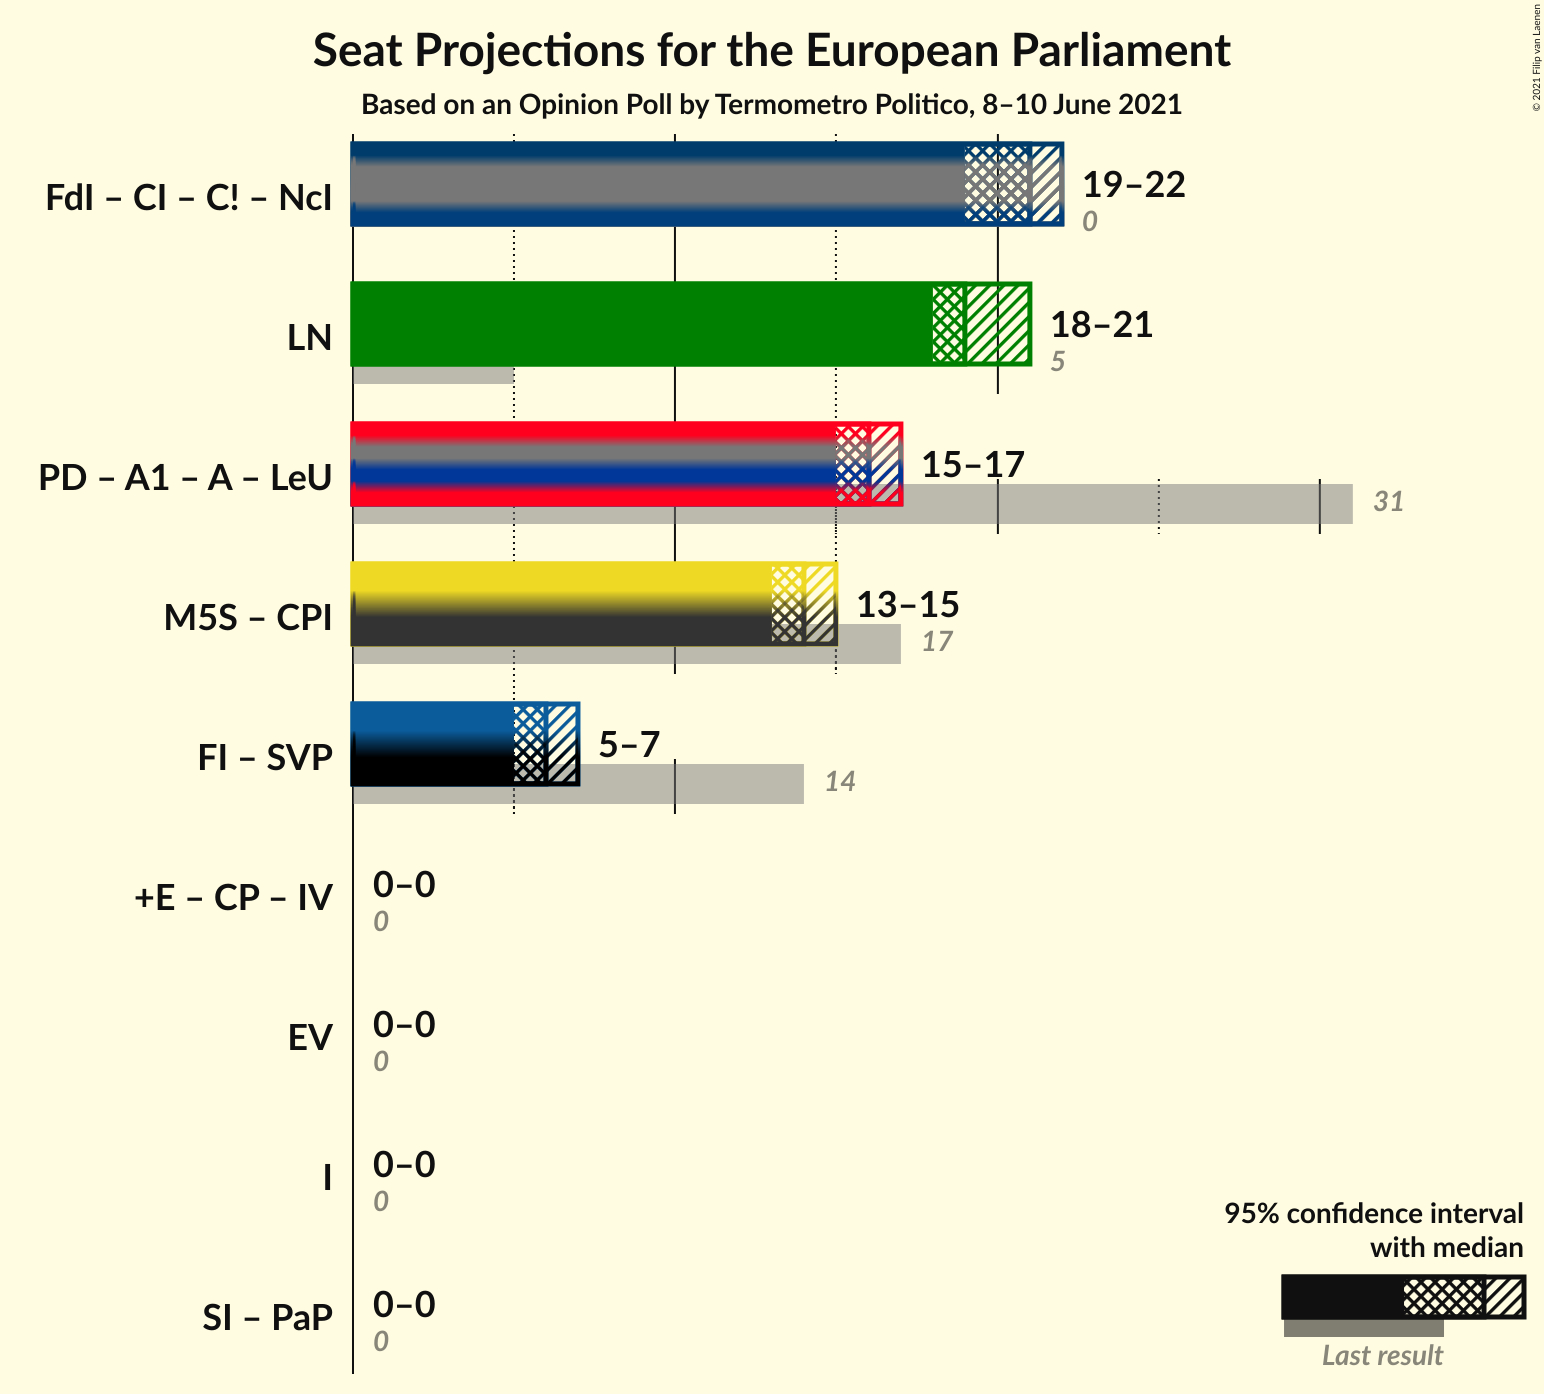 Seat Projections for the European Parliament
Based on an Opinion Poll by Termometro Politico, 8–10 June 2021
© 2021 Filip van Laenen
FdI – CI – C! – NcI
19–22
0
LN
18–21
5
PD – A1 – A – LeU
15–17
31
M5S – CPI
13–15
17
FI – SVP
5–7
14
+E – CP – IV
0–0
0
EV
0–0
0
I
0–0
0
SI – PaP
0–0
0
95% confidence interval
with median
Last result